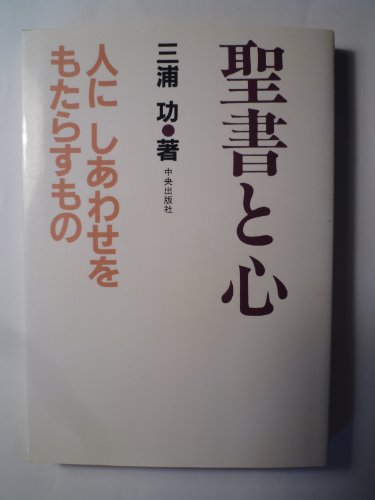 聖書と心
三浦 功●著
中央出版社
人に しあわせを
もたらすもの